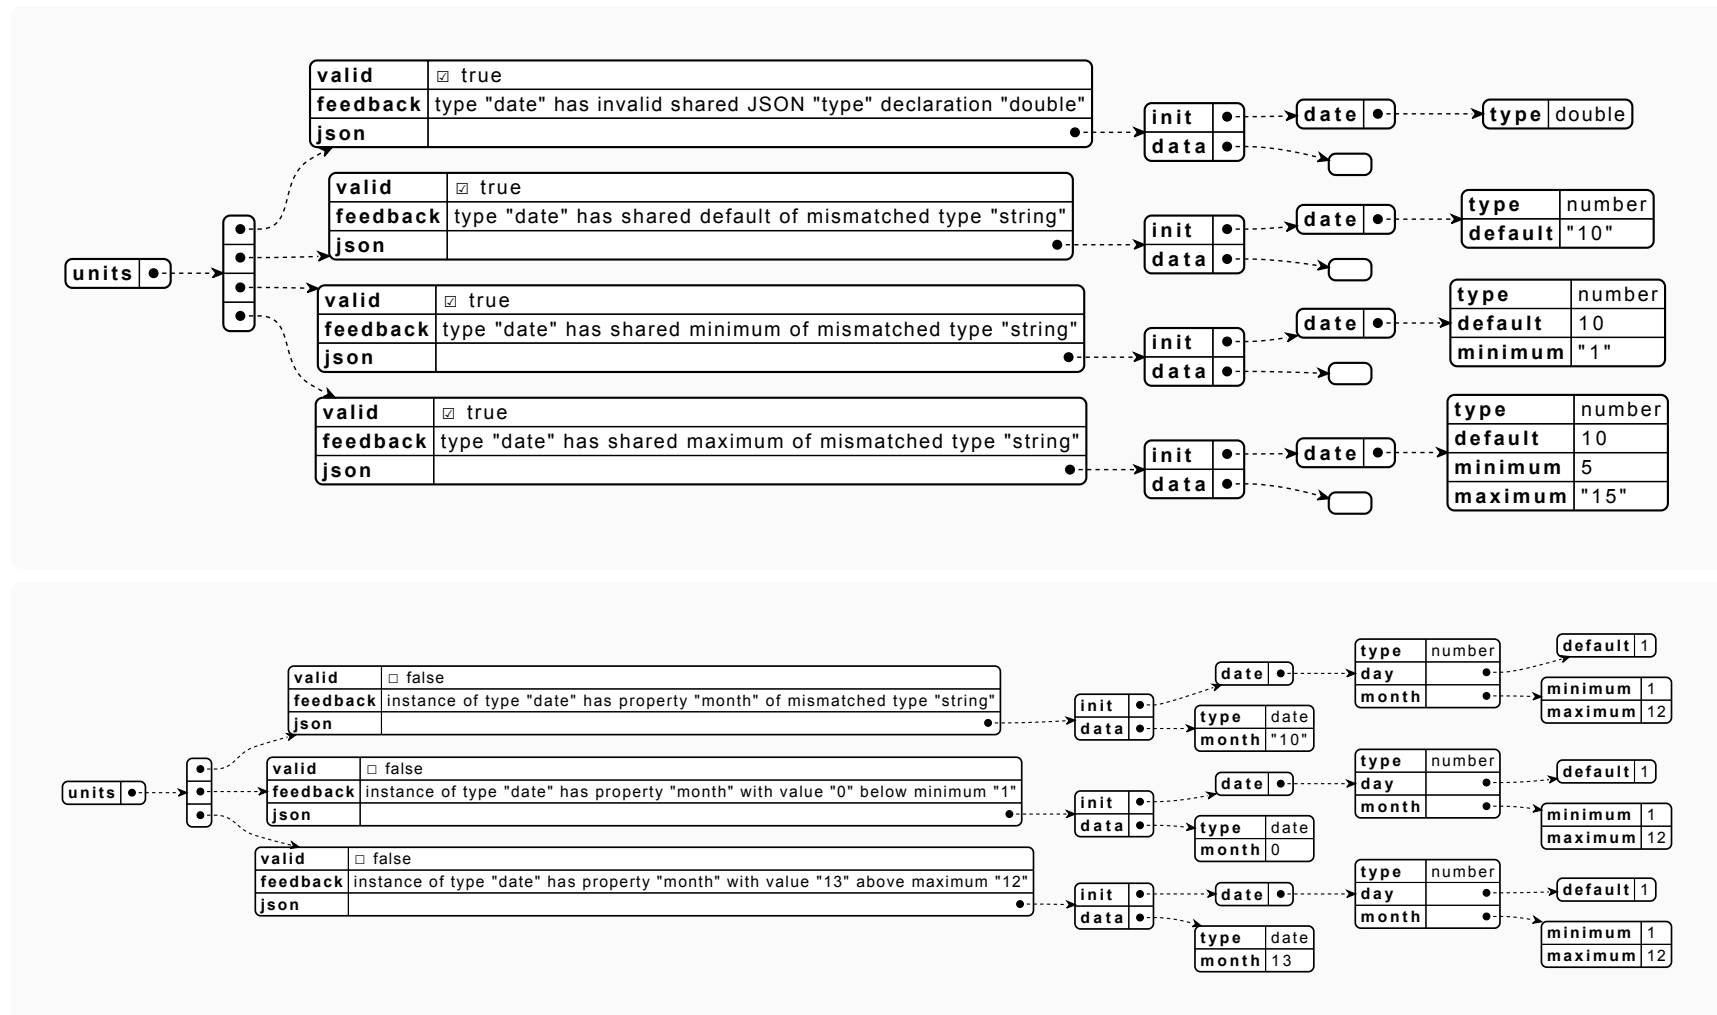 valid ☑ true
feedback type "date" has invalid shared JSON "type" declaration "double"
json
init
data
date
type double
valid ☑ true
feedback type "date" has shared default of mismatched type "string"
json
init
data
date
type number
default "10"
units
valid ☑ true
feedback type "date" has shared minimum of mismatched type "string"
json
init
data
date
type number
default 10
minimum "1"
valid ☑ true
feedback type "date" has shared maximum of mismatched type "string"
json
init
data
date
type number
default 10
minimum 5
maximum "15"
valid ☐ false
feedback instance of type "date" has property "month" of mismatched type "string"
json
init
data
date
type date
month "10"
type number
day
month
default 1
minimum 1
maximum 12
units
valid ☐ false
feedback instance of type "date" has property "month" with value "0" below minimum "1"
json
init
data
date
type date
month 0
type number
day
month
default 1
minimum 1
maximum 12
valid ☐ false
feedback instance of type "date" has property "month" with value "13" above maximum "12"
json
init
data
date
type date
month 13
type number
day
month
default 1
minimum 1
maximum 12